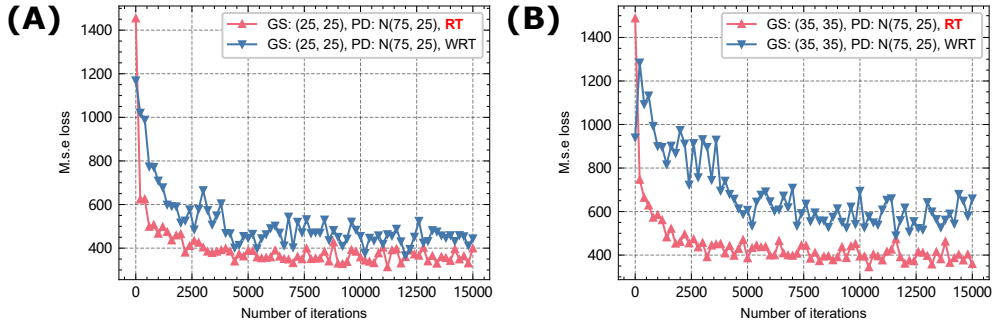 (A)
GS: (25, 25), PD: N(75, 25), RT
GS: (25, 25), PD: N(75, 25), WRT
M.s.e loss
1400
1200
1000
800
600
400
0 2500 5000 7500 10000 12500 15000
Number of iterations
(B)
GS: (35, 35), PD: N(75, 25), RT
GS: (35, 35), PD: N(75, 25), WRT
M.s.e loss
1400
1200
1000
800
600
400
0 2500 5000 7500 10000 12500 15000
Number of iterations